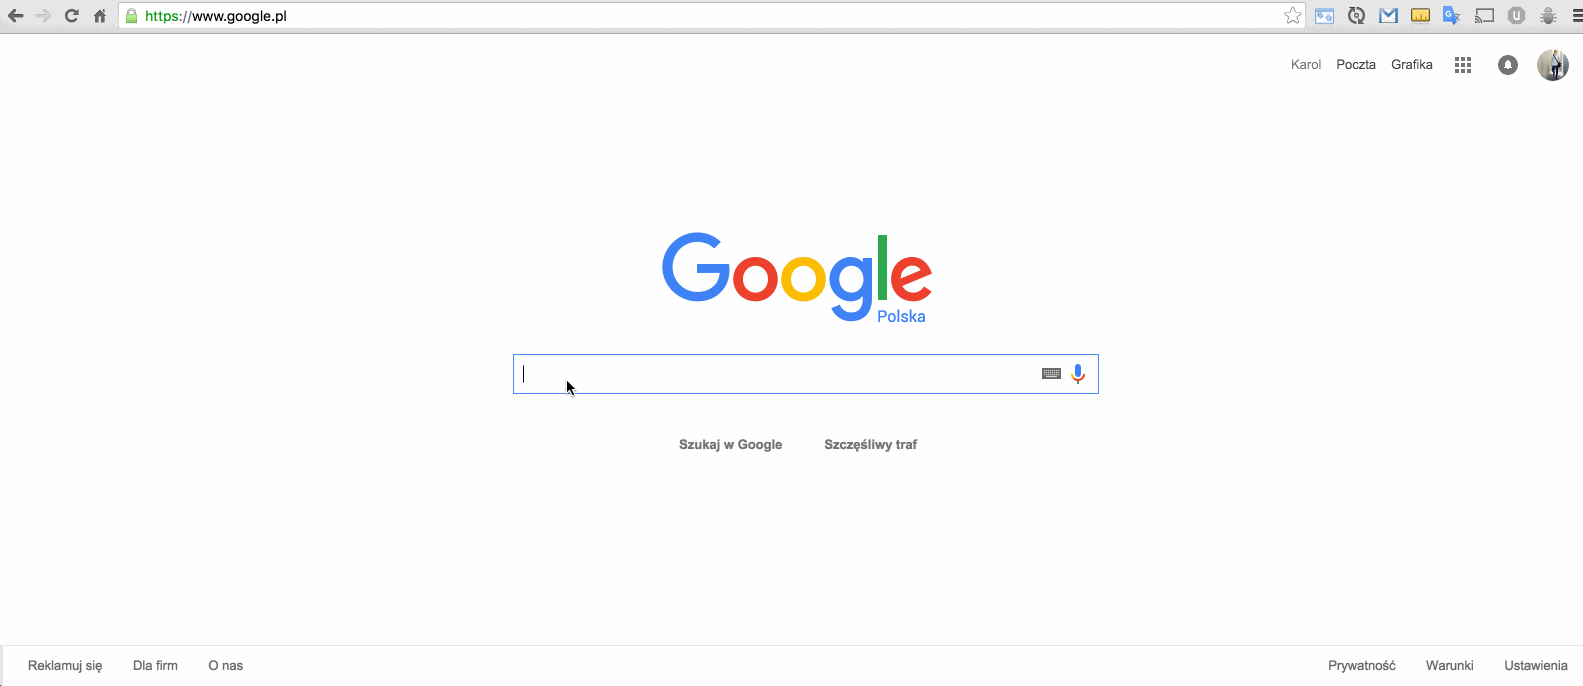 https://www.google.pl
Karol Poczta Grafika
Google
Polska
Szukaj w Google Szczęśliwy traf
Reklamuj się Dla firm O nas Prywatność Warunki Ustawienia